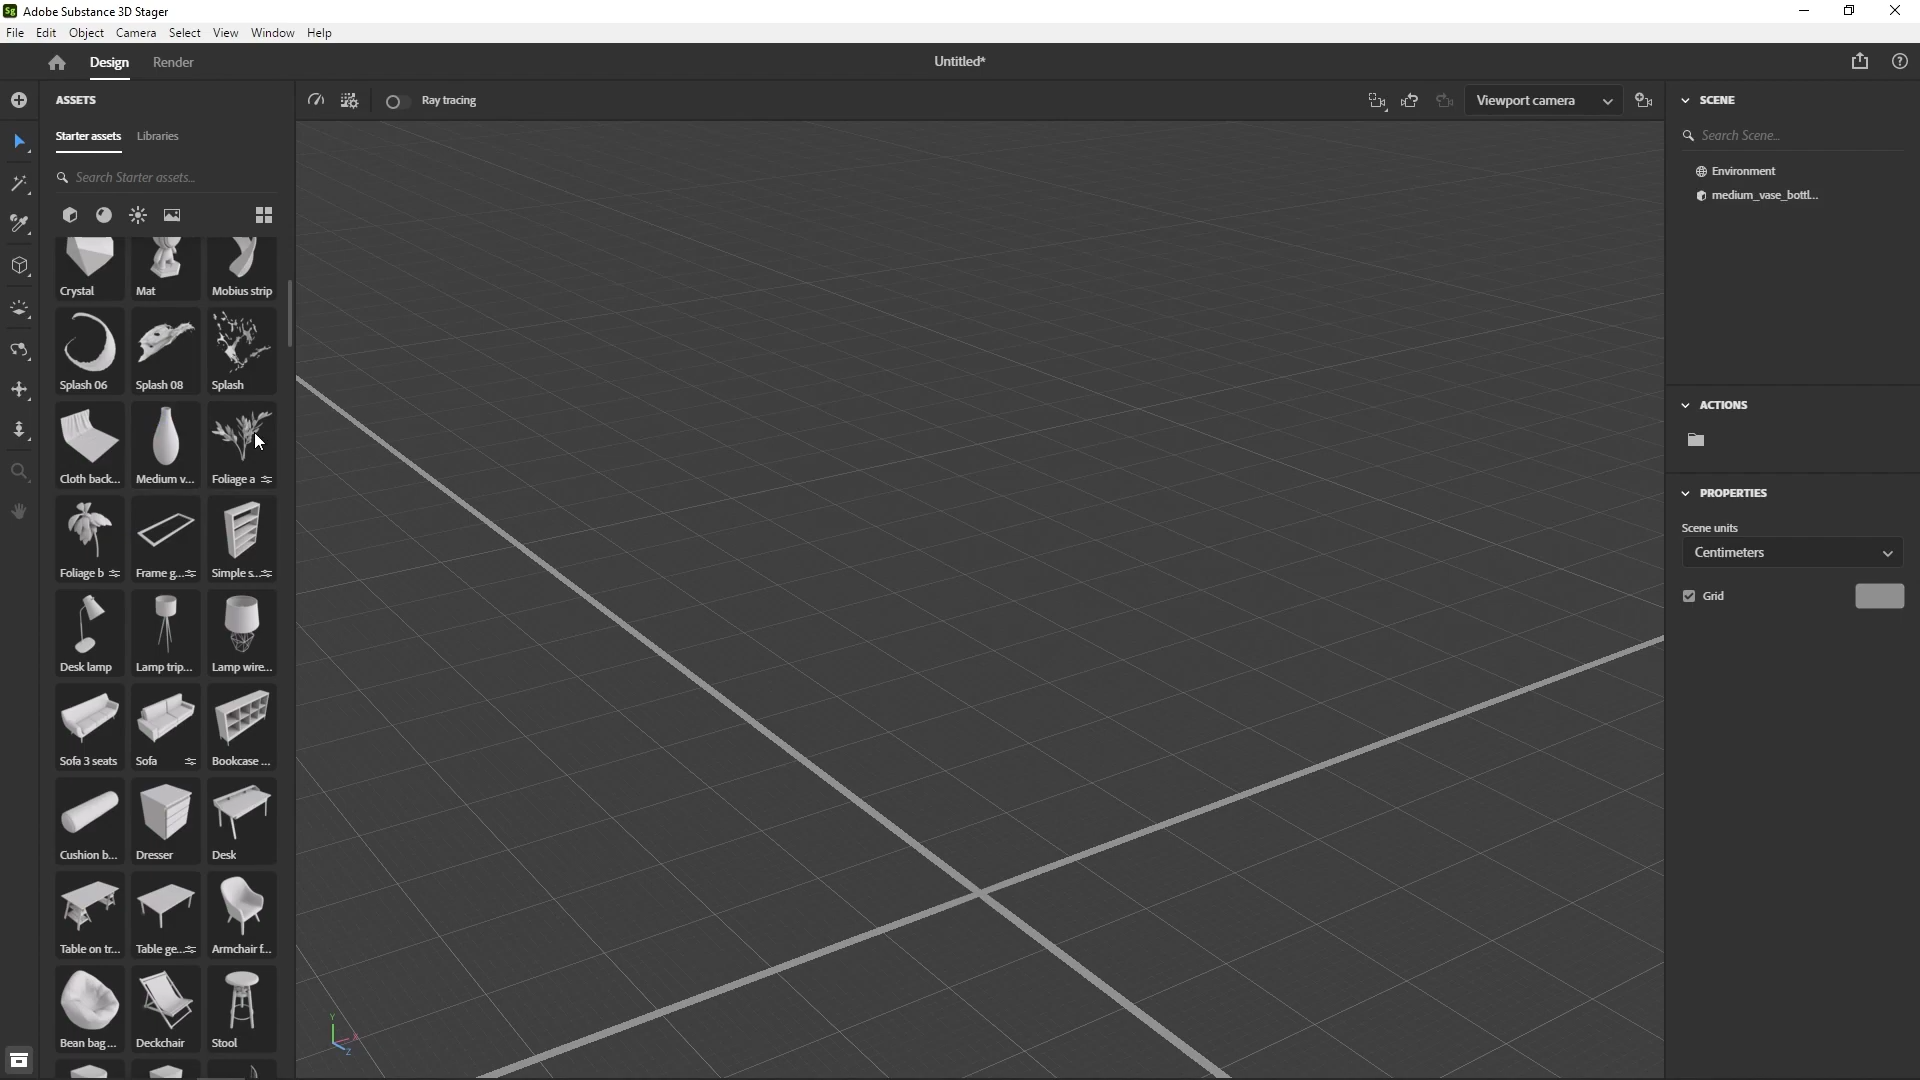 Sg Adobe Substance 3D Stager
File Edit Object Camera Select View Window Help
Design Render Untitled*
ASSETS
Starter assets Libraries
Search Starter assets...
Crystal Mat Mobius strip
Splash 06 Splash 08 Splash
Cloth back... Medium v... Foliage a
Foliage b Frame g... Simple s...
Desk lamp Lamp trip... Lamp wire...
Sofa 3 seats Sofa Bookcase ...
Cushion b... Dresser Desk
Table on tr... Table ge... Armchair f...
Bean bag ... Deckchair Stool
Ray tracing
Viewport camera
Y
X
Z
SCENE
Search Scene...
Environment
medium_vase_bottl...
ACTIONS
PROPERTIES
Scene units
Centimeters
Grid